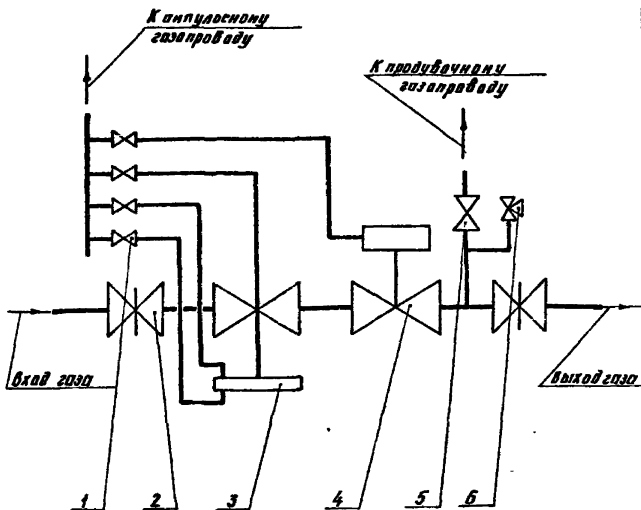 К импульсному
газопроводу
К продувочному
газопроводу
вход газа
выход газа
1 2 3 4 5 6